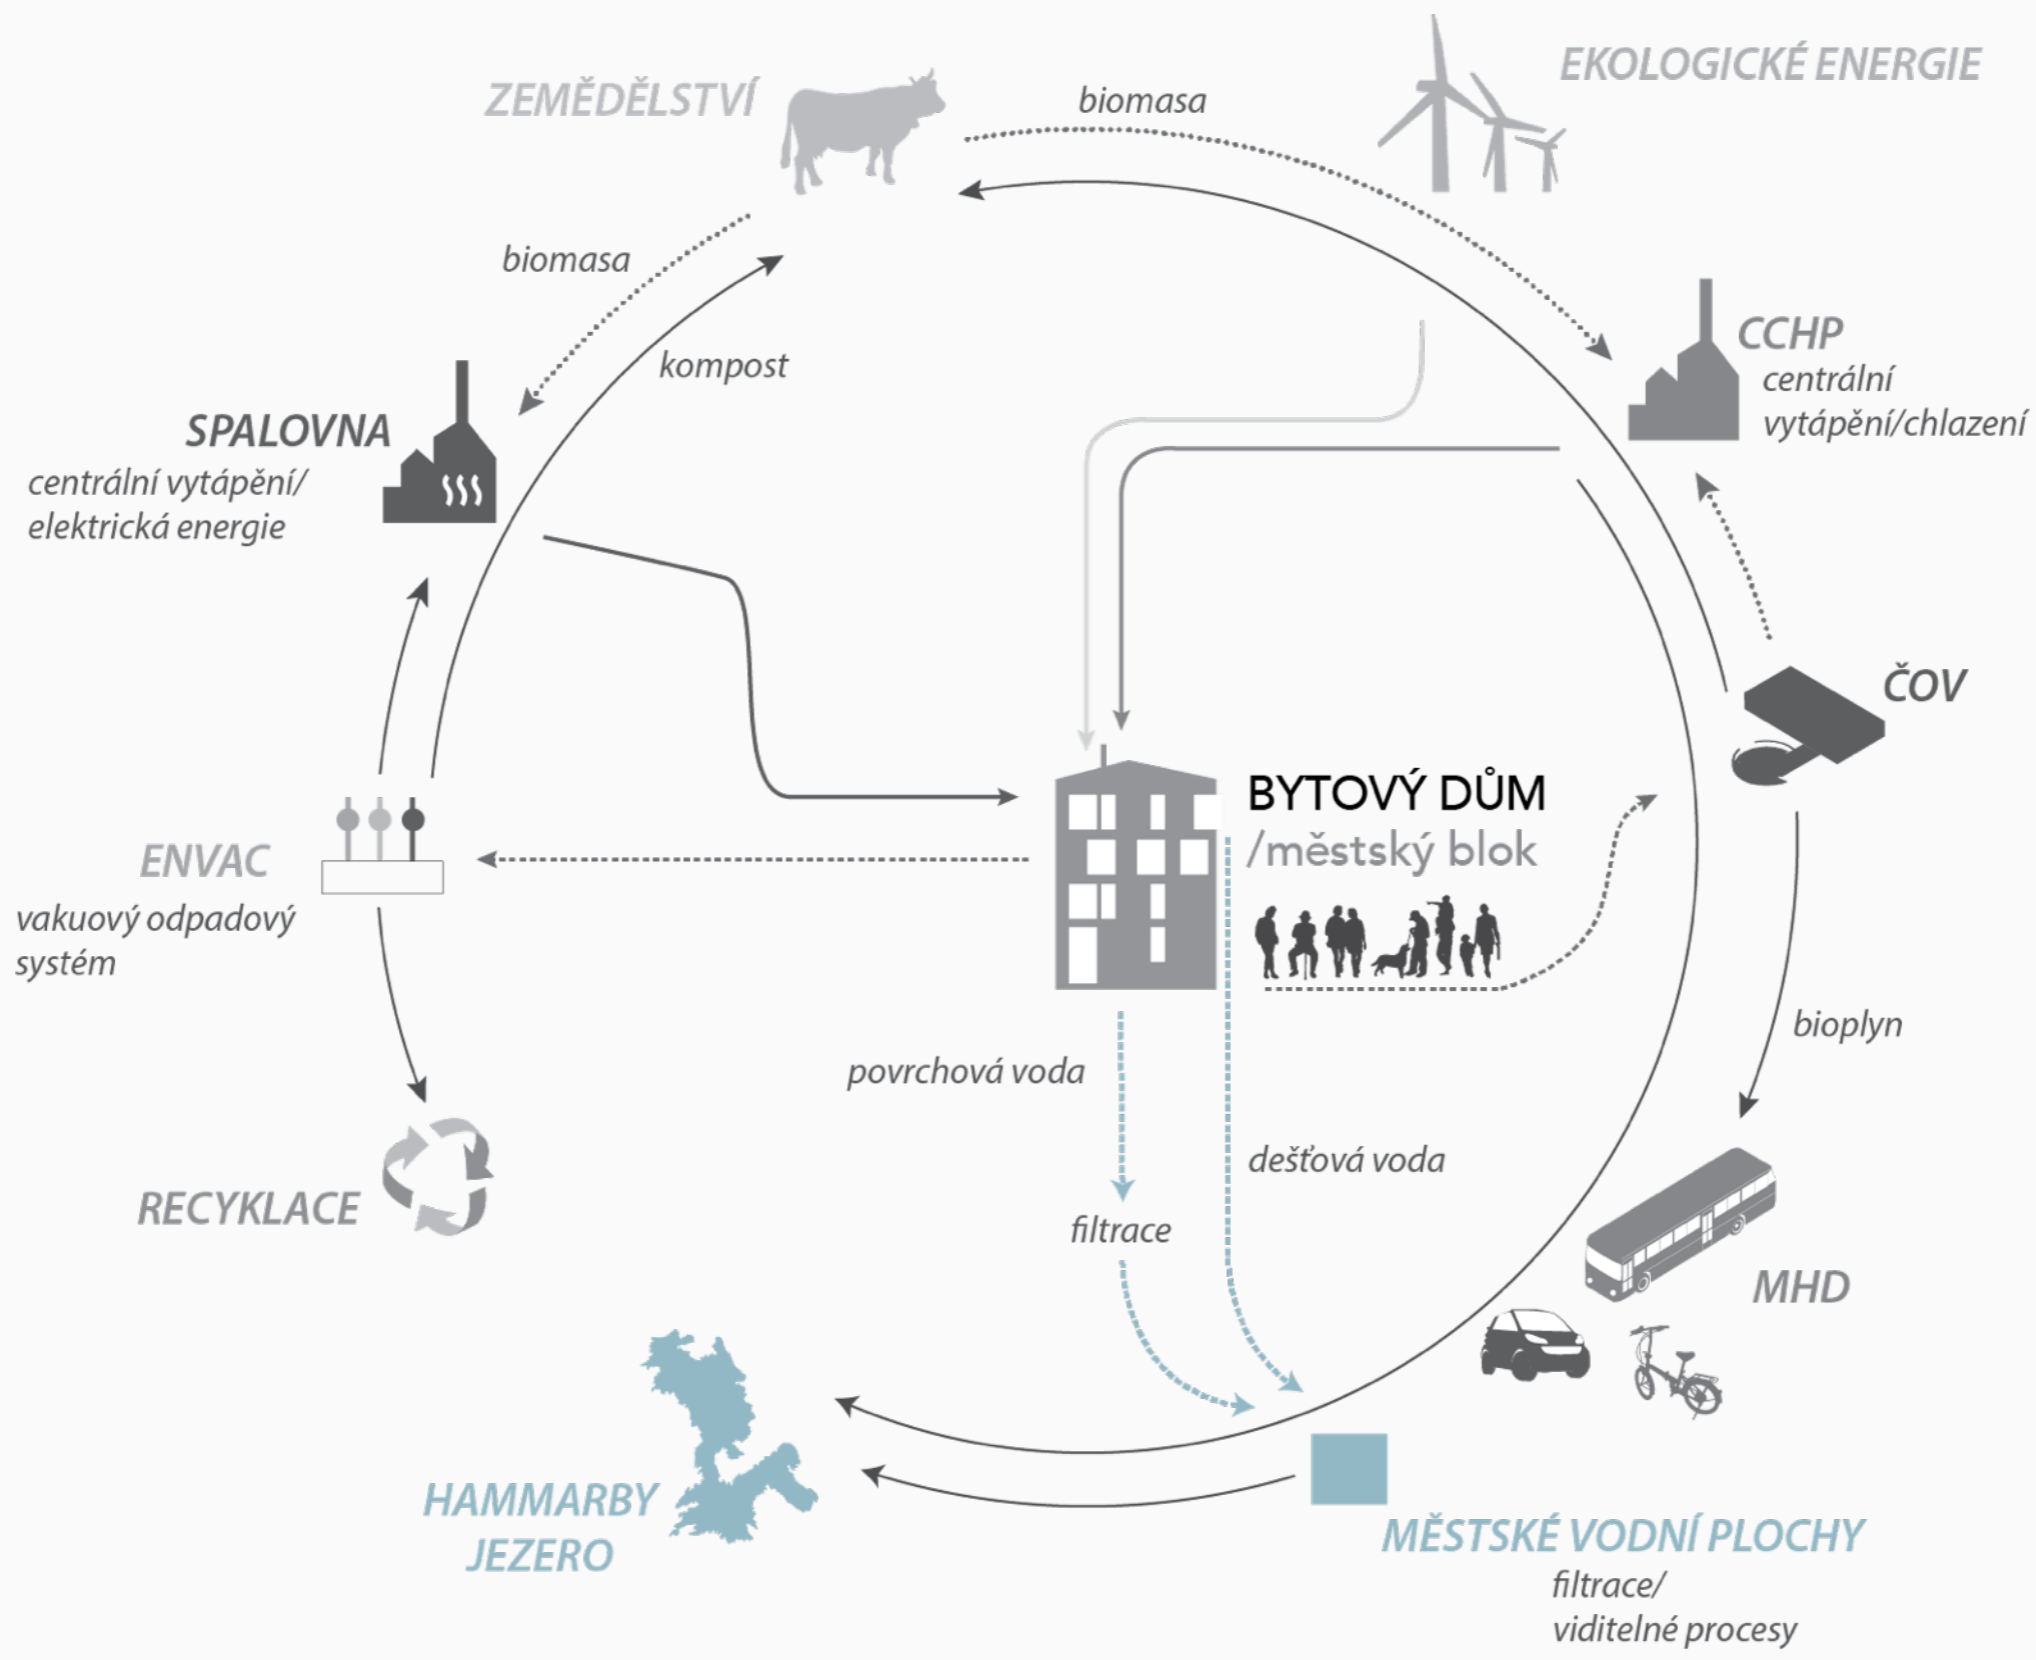 EKOLOGICKÉ ENERGIE
ZEMĚDĚLSTVÍ
biomasa
biomasa
CCHP
centrální
vytápění/chlazení
kompost
SPALOVNA
centrální vytápění/
elektrická energie
ČOV
BYTOVÝ DŮM
/městský blok
ENVAC
vakuový odpadový
systém
bioplyn
povrchová voda
dešťová voda
filtrace
RECYKLACE
MHD
HAMMARBY
JEZERO
MĚSTSKÉ VODNÍ PLOCHY
filtrace/
viditelné procesy